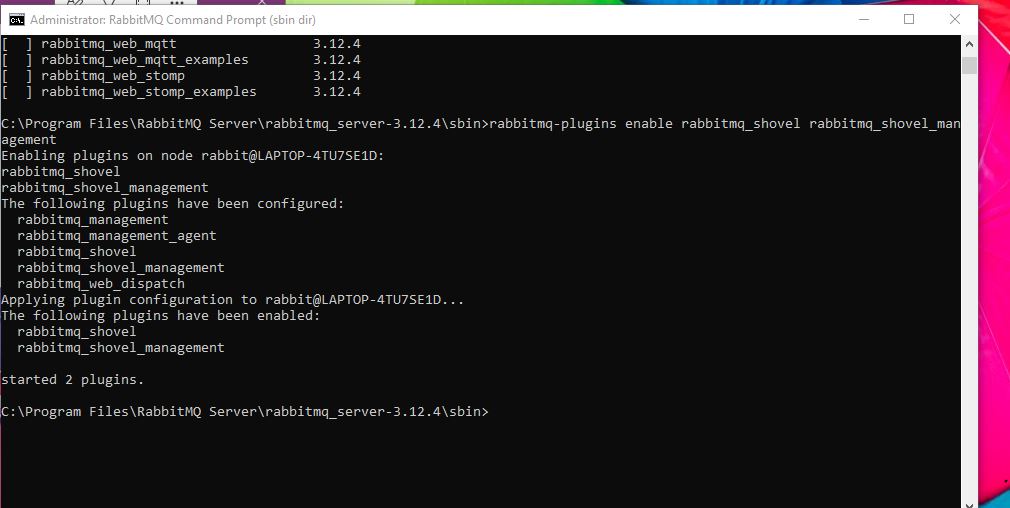 Administrator: RabbitMQ Command Prompt (sbin dir)
[  ] rabbitmq_web_mqtt                 3.12.4
[  ] rabbitmq_web_mqtt_examples        3.12.4
[  ] rabbitmq_web_stomp                3.12.4
[  ] rabbitmq_web_stomp_examples       3.12.4
C:\Program Files\RabbitMQ Server\rabbitmq_server-3.12.4\sbin>rabbitmq-plugins enable rabbitmq_shovel rabbitmq_shovel_man
agement
Enabling plugins on node rabbit@LAPTOP-4TU7SE1D:
rabbitmq_shovel
rabbitmq_shovel_management
The following plugins have been configured:
  rabbitmq_management
  rabbitmq_management_agent
  rabbitmq_shovel
  rabbitmq_shovel_management
  rabbitmq_web_dispatch
Applying plugin configuration to rabbit@LAPTOP-4TU7SE1D...
The following plugins have been enabled:
  rabbitmq_shovel
  rabbitmq_shovel_management
started 2 plugins.
C:\Program Files\RabbitMQ Server\rabbitmq_server-3.12.4\sbin>